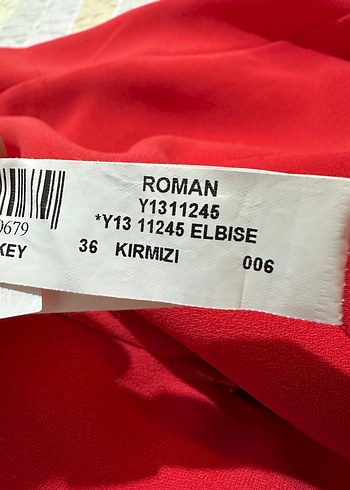 ROMAN
Y1311245
*Y13 11245 ELBISE
36 KIRMIZI 006
0679
KEY